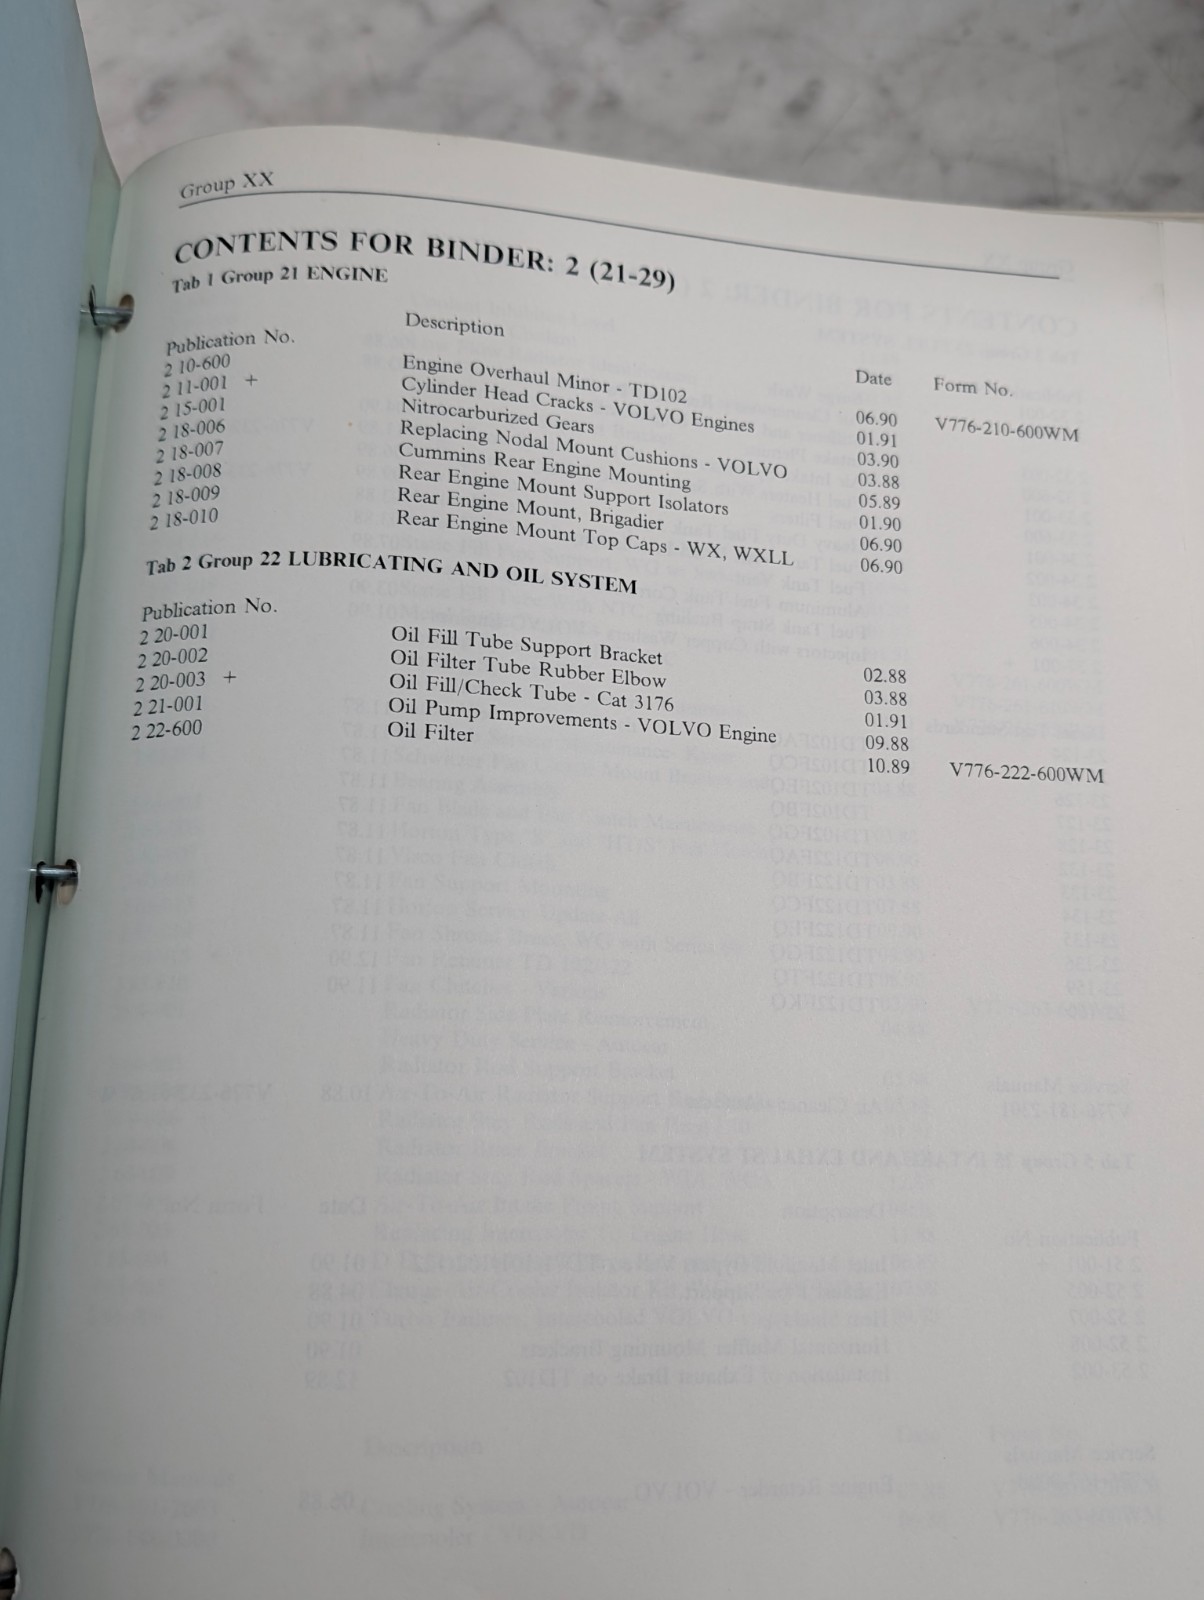 Group XX
CONTENTS FOR BINDER: 2 (21-29)
Tab 1 Group 21 ENGINE
Publication No. Description Date Form No.
2 10-600 Engine Overhaul Minor - TD102 06.90 V776-210-600WM
2 11-001 + Cylinder Head Cracks - VOLVO Engines 01.91
2 15-001 Nitrocarburized Gears 03.90
2 18-006 Replacing Nodal Mount Cushions - VOLVO 03.88
2 18-007 Cummins Rear Engine Mounting 05.89
2 18-008 Rear Engine Mount Support Isolators 01.90
2 18-009 Rear Engine Mount, Brigadier 06.90
2 18-010 Rear Engine Mount Top Caps - WX, WXLL 06.90
Tab 2 Group 22 LUBRICATING AND OIL SYSTEM
Publication No.
2 20-001 Oil Fill Tube Support Bracket 02.88
2 20-002 Oil Filter Tube Rubber Elbow 03.88
2 20-003 + Oil Fill/Check Tube - Cat 3176 01.91
2 21-001 Oil Pump Improvements - VOLVO Engine 09.88
2 22-600 Oil Filter 10.89 V776-222-600WM